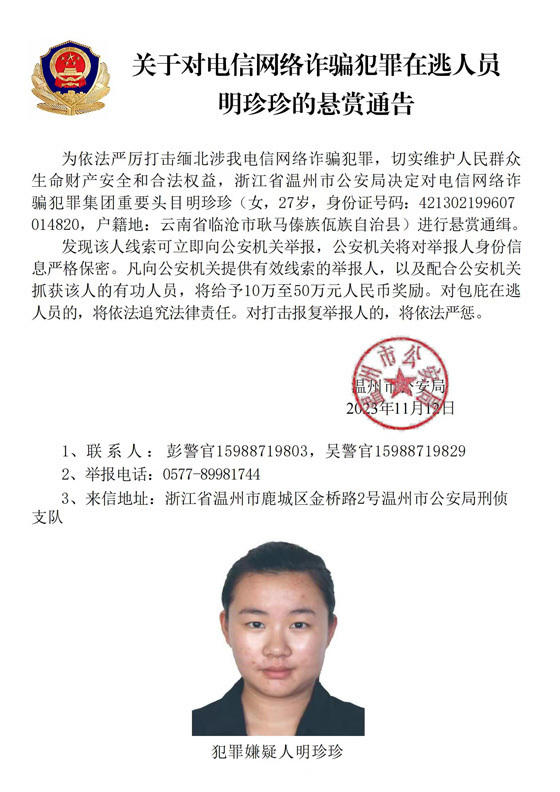 关于对电信网络诈骗犯罪在逃人员
明珍珍的悬赏通告
为依法严厉打击缅北涉我电信网络诈骗犯罪，切实维护人民群众
生命财产安全和合法权益，浙江省温州市公安局决定对电信网络诈
骗犯罪集团重要头目明珍珍（女，27岁，身份证号码：421302199607
014820，户籍地：云南省临沧市耿马傣族佤族自治县）进行悬赏通缉。
发现该人线索可立即向公安机关举报，公安机关将对举报人身份信
息严格保密。凡向公安机关提供有效线索的举报人，以及配合公安机关
抓获该人的有功人员，将给予10万至50万元人民币奖励。对包庇在逃
人员的，将依法追究法律责任。对打击报复举报人的，将依法严惩。
温州市公安局
2023年11月12日
1、联系人：彭警官15988719803，吴警官15988719829
2、举报电话：0577-89981744
3、来信地址：浙江省温州市鹿城区金桥路2号温州市公安局刑侦
支队
犯罪嫌疑人明珍珍